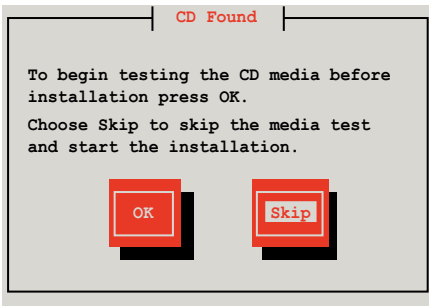 CD Found
To begin testing the CD media before
installation press OK.
Choose Skip to skip the media test
and start the installation.
OK Skip